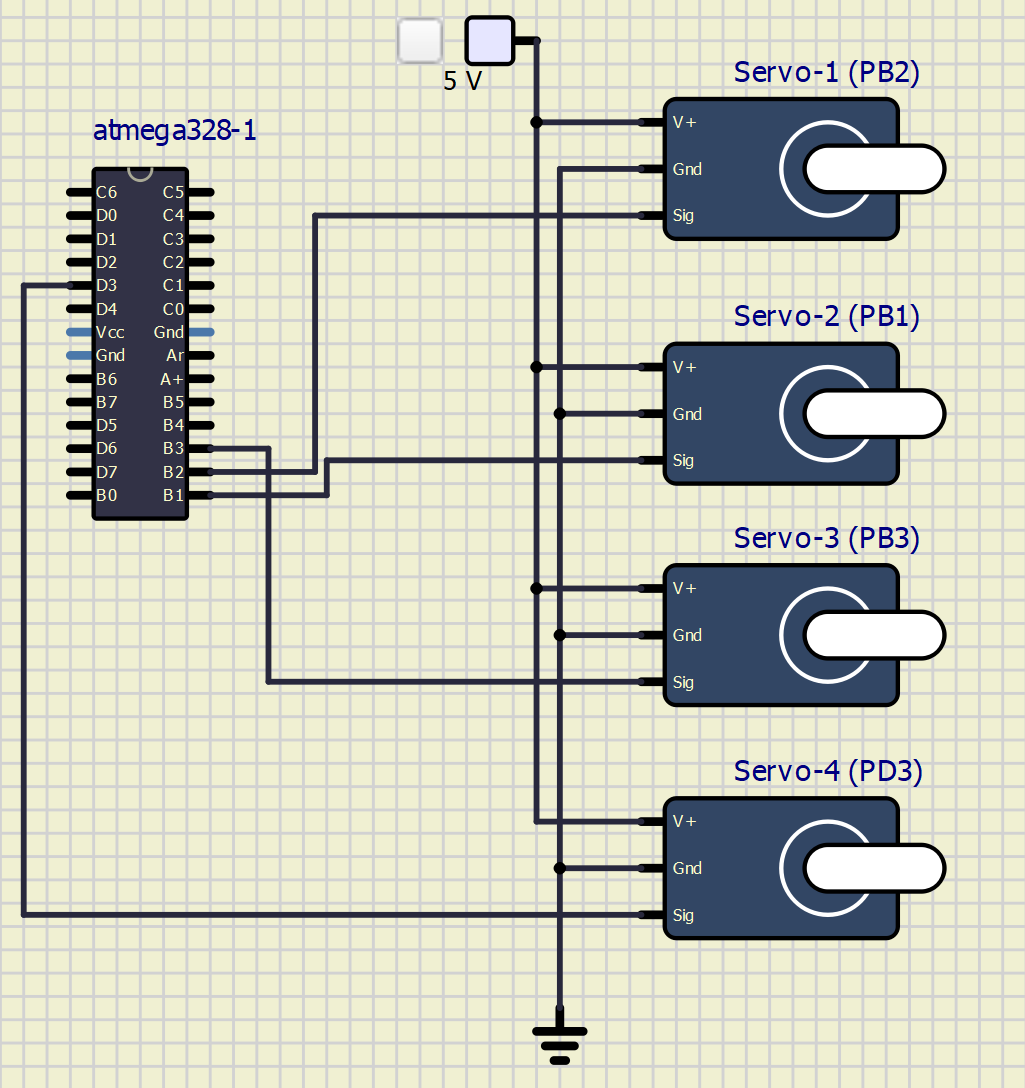 5 V
Servo-1 (PB2)
V+
Gnd
Sig
atmega328-1
C6 C5
D0 C4
D1 C3
D2 C2
D3 C1
D4 C0
Vcc Gnd
Gnd Ar
B6 A+
B7 B5
D5 B4
D6 B3
D7 B2
B0 B1
Servo-2 (PB1)
V+
Gnd
Sig
Servo-3 (PB3)
V+
Gnd
Sig
Servo-4 (PD3)
V+
Gnd
Sig